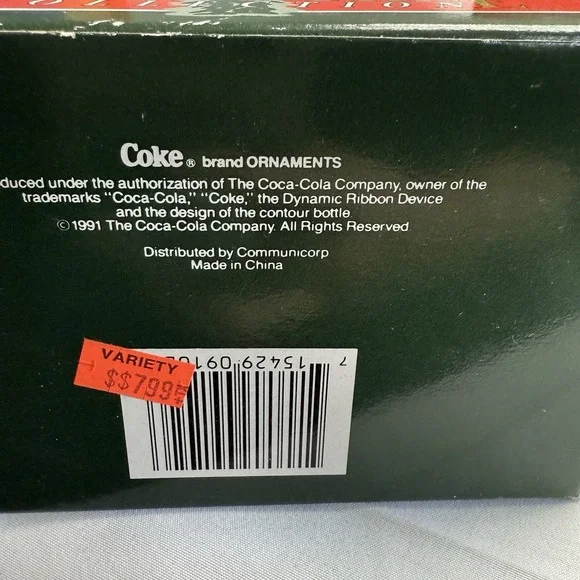 Coke® brand ORNAMENTS
duced under the authorization of The Coca-Cola Company, owner of the
trademarks "Coca-Cola," "Coke," the Dynamic Ribbon Device
and the design of the contour bottle.
©1991 The Coca-Cola Company. All Rights Reserved
Distributed by Communicorp
Made in China
VARIETY
$$799
7 15429 0910